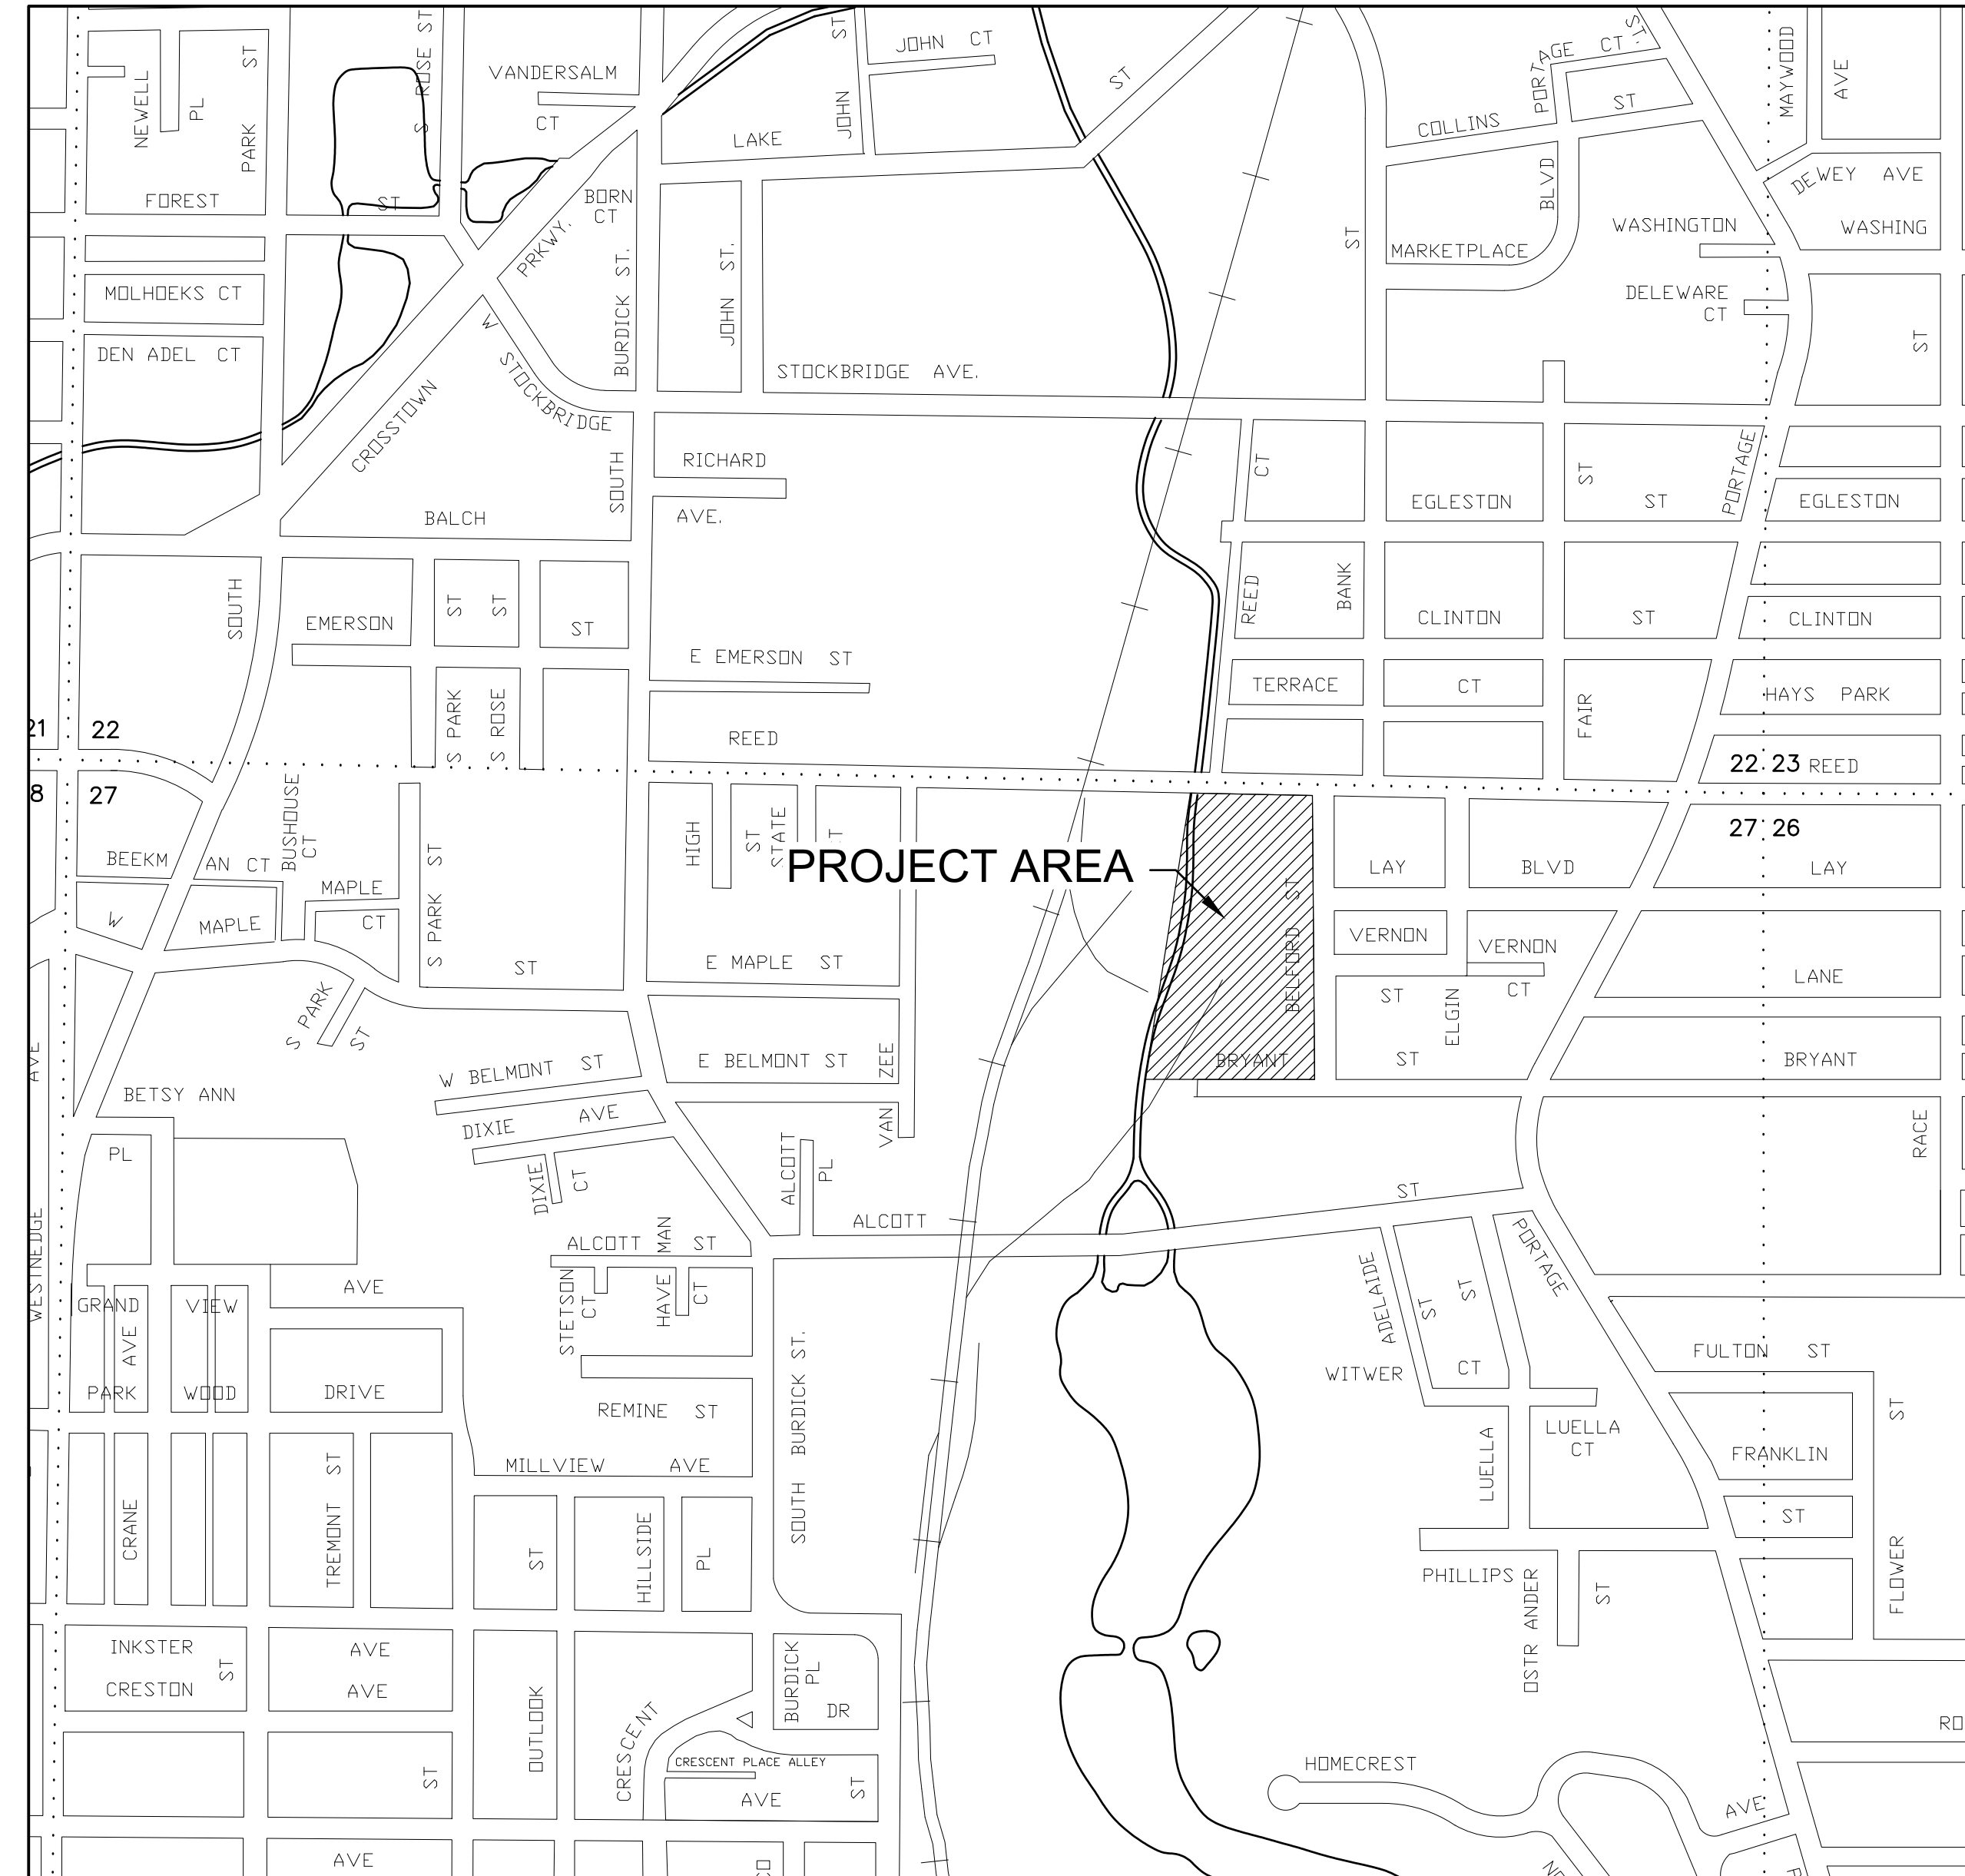 JOHN CT
PORTAGE CT
ST.
ST
S ROSE ST
NEWELL
PL
PARK ST
VANDERSALM
CT
JOHN
ST
ST
COLLINS
ST
MAYWOOD
AVE
LAKE
FOREST
ST
BORN
CT
PRKWY.
BLVD
DEWEY AVE
WASHINGTON
WASHING
MARKETPLACE
ST
MOLHOEKS CT
DELEWARE
CT
DEN ADEL CT
W STOCKBRIDGE
BURDICK ST.
JOHN ST.
STOCKBRIDGE AVE.
ST
CROSSTOWN
RICHARD
AVE.
SOUTH
BALCH
CT
EGLESTON
ST
ST
PORTAGE
EGLESTON
SOUTH
EMERSON
ST
ST
ST
E EMERSON ST
REED
BANK
CLINTON
ST
CLINTON
TERRACE
CT
HAYS PARK
S PARK
S ROSE
REED
FAIR
21
22
22
23
REED
8
27
27
26
BUSHOUSE
CT
BEEKM
AN CT
MAPLE
CT
W
MAPLE
S PARK ST
ST
HIGH
ST
STATE
ST
PROJECT AREA
LAY
BLVD
LAY
BELFORD ST
VERNON
VERNON
E MAPLE ST
LANE
ST
ELGIN
CT
S PARK
ST
AVE
W BELMONT ST
E BELMONT ST
ZEE
BRYANT
ST
BRYANT
BETSY ANN
DIXIE AVE
VAN
RACE
PL
DIXIE
CT
ALCOTT
PL
ALCOTT
ST
WESTNEDGE
ALCOTT ST
HAVE MAN
CT
STETSON
CT
AVE
ADELAIDE
ST
ST
PORTAGE
GRAND
VIEW
AVE
PARK
WOOD
DRIVE
WITWER
CT
FULTON ST
REMINE ST
SOUTH BURDICK ST.
ST
LUELLA
CT
LUELLA
FRANKLIN
MILLVIEW AVE
CRANE
TREMONT ST
ST
HILLSIDE
PL
ST
PHILLIPS
OSTR ANDER
ST
FLOWER
INKSTER
AVE
CRESTON
ST
AVE
OUTLOOK
BURDICK
PL
DR
CRESCENT
CRESCENT PLACE ALLEY
AVE
ST
ST
HOMECREST
AVE
RO
AVE
CO
NO